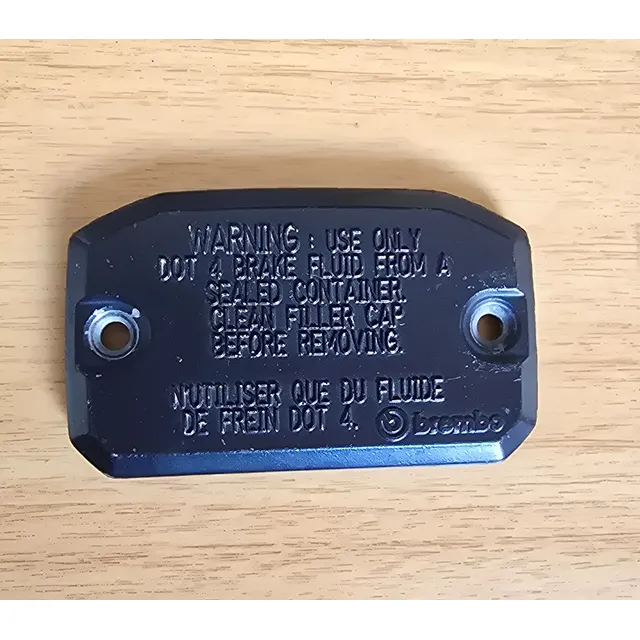 WARNING : USE ONLY
DOT 4 BRAKE FLUID FROM A
SEALED CONTAINER.
CLEAN FILLER CAP
BEFORE REMOVING.
N'UTILISER QUE DU FLUIDE
DE FREIN DOT 4.
brembo